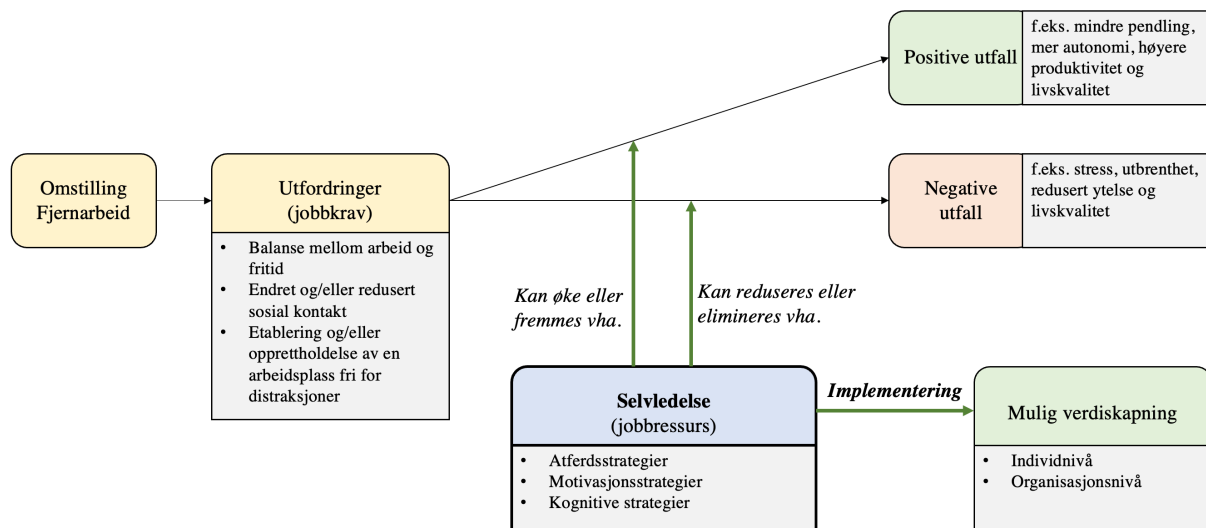 Omstilling
Fjernarbeid
Utfordringer
(jobbkrav)
• Balanse mellom arbeid og
fritid
• Endret og/eller redusert
sosial kontakt
• Etablering og/eller
opprettholdelse av en
arbeidsplass fri for
distraksjoner
Positive utfall
f.eks. mindre pendling,
mer autonomi, høyere
produktivitet og
livskvalitet
Negative
utfall
f.eks. stress, utbrenthet,
redusert ytelse og
livskvalitet
Kan øke eller
fremmes vha.
Kan reduseres eller
elimineres vha.
Selvledelse
(jobbressurs)
• Atferdsstrategier
• Motivasjonsstrategier
• Kognitive strategier
Implementering
Mulig verdiskapning
• Individnivå
• Organisasjonsnivå